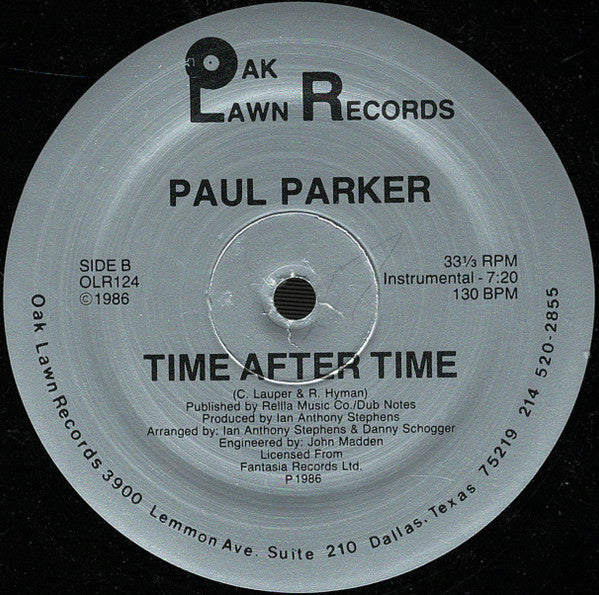 OAK
LAWN RECORDS
PAUL PARKER
SIDE B
OLR124
©1986
33⅓ RPM
Instrumental - 7:20
130 BPM
TIME AFTER TIME
(C. Lauper & R. Hyman)
Published by Rellla Music Co./Dub Notes
Produced by Ian Anthony Stephens
Arranged by: Ian Anthony Stephens & Danny Schogger
Engineered by: John Madden
Licensed From
Fantasia Records Ltd.
P 1986
Oak Lawn Records 3900 Lemmon Ave. Suite 210 Dallas, Texas 75219 214 520-2855